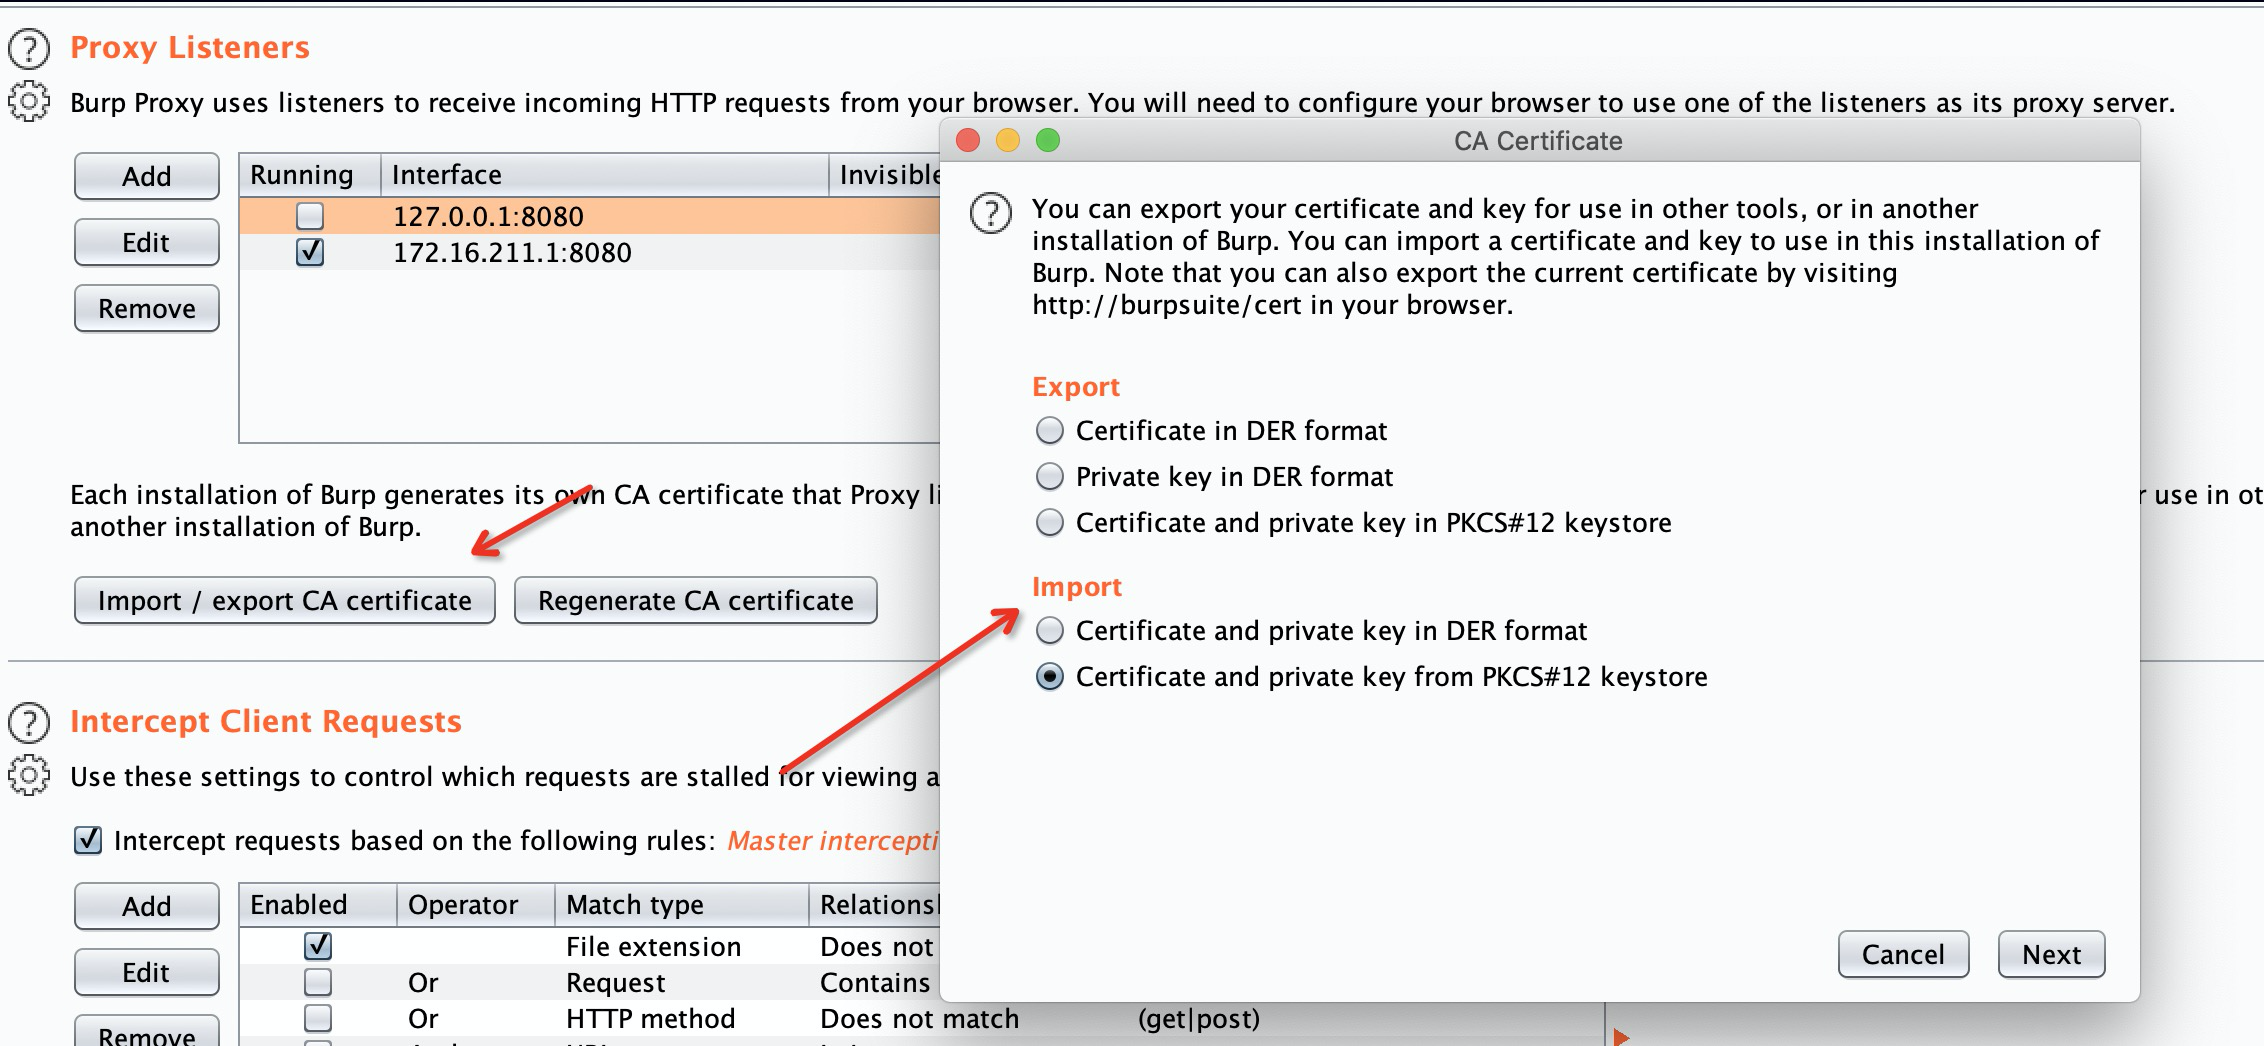 Proxy Listeners
Burp Proxy uses listeners to receive incoming HTTP requests from your browser. You will need to configure your browser to use one of the listeners as its proxy server.
Add
Edit
Remove
Running Interface Invisible
127.0.0.1:8080
172.16.211.1:8080
Each installation of Burp generates its own CA certificate that Proxy
use in
another installation of Burp.
Import / export CA certificate
Regenerate CA certificate
CA Certificate
You can export your certificate and key for use in other tools, or in another
installation of Burp. You can import a certificate and key to use in this installation of
Burp. Note that you can also export the current certificate by visiting
http://burpsuite/cert in your browser.
Export
Certificate in DER format
Private key in DER format
Certificate and private key in PKCS#12 keystore
Import
Certificate and private key in DER format
Certificate and private key from PKCS#12 keystore
Cancel
Next
Intercept Client Requests
Use these settings to control which requests are stalled for viewing
Intercept requests based on the following rules: Master
Add
Edit
Remove
Enabled Operator Match type
File extension Does not
Or Request Contains
Or HTTP method Does not match (get|post)